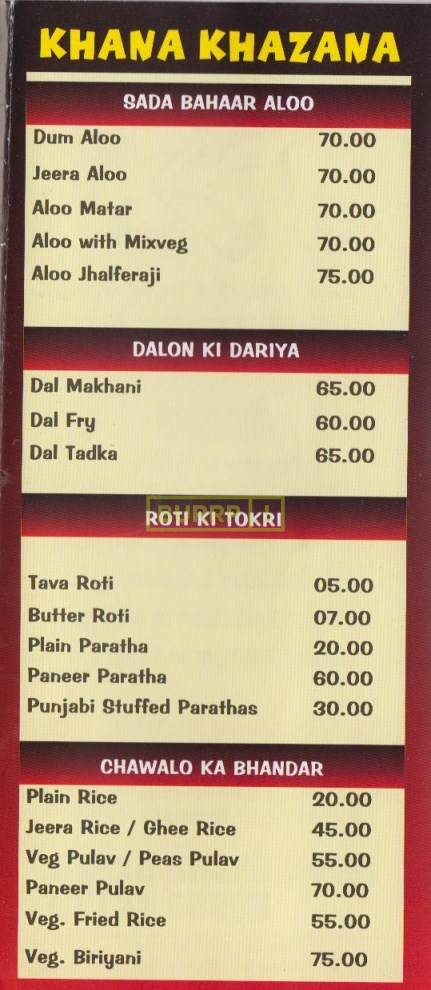 KHANA KHAZANA
SADA BAHAAR ALOO
Dum Aloo 70.00
Jeera Aloo 70.00
Aloo Matar 70.00
Aloo with Mixveg 70.00
Aloo Jhalferaji 75.00
DALON KI DARIYA
Dal Makhani 65.00
Dal Fry 60.00
Dal Tadka 65.00
ROTI KI TOKRI
Tava Roti 05.00
Butter Roti 07.00
Plain Paratha 20.00
Paneer Paratha 60.00
Punjabi Stuffed Parathas 30.00
CHAWALO KA BHANDAR
Plain Rice 20.00
Jeera Rice / Ghee Rice 45.00
Veg Pulav / Peas Pulav 55.00
Paneer Pulav 70.00
Veg. Fried Rice 55.00
Veg. Biriyani 75.00